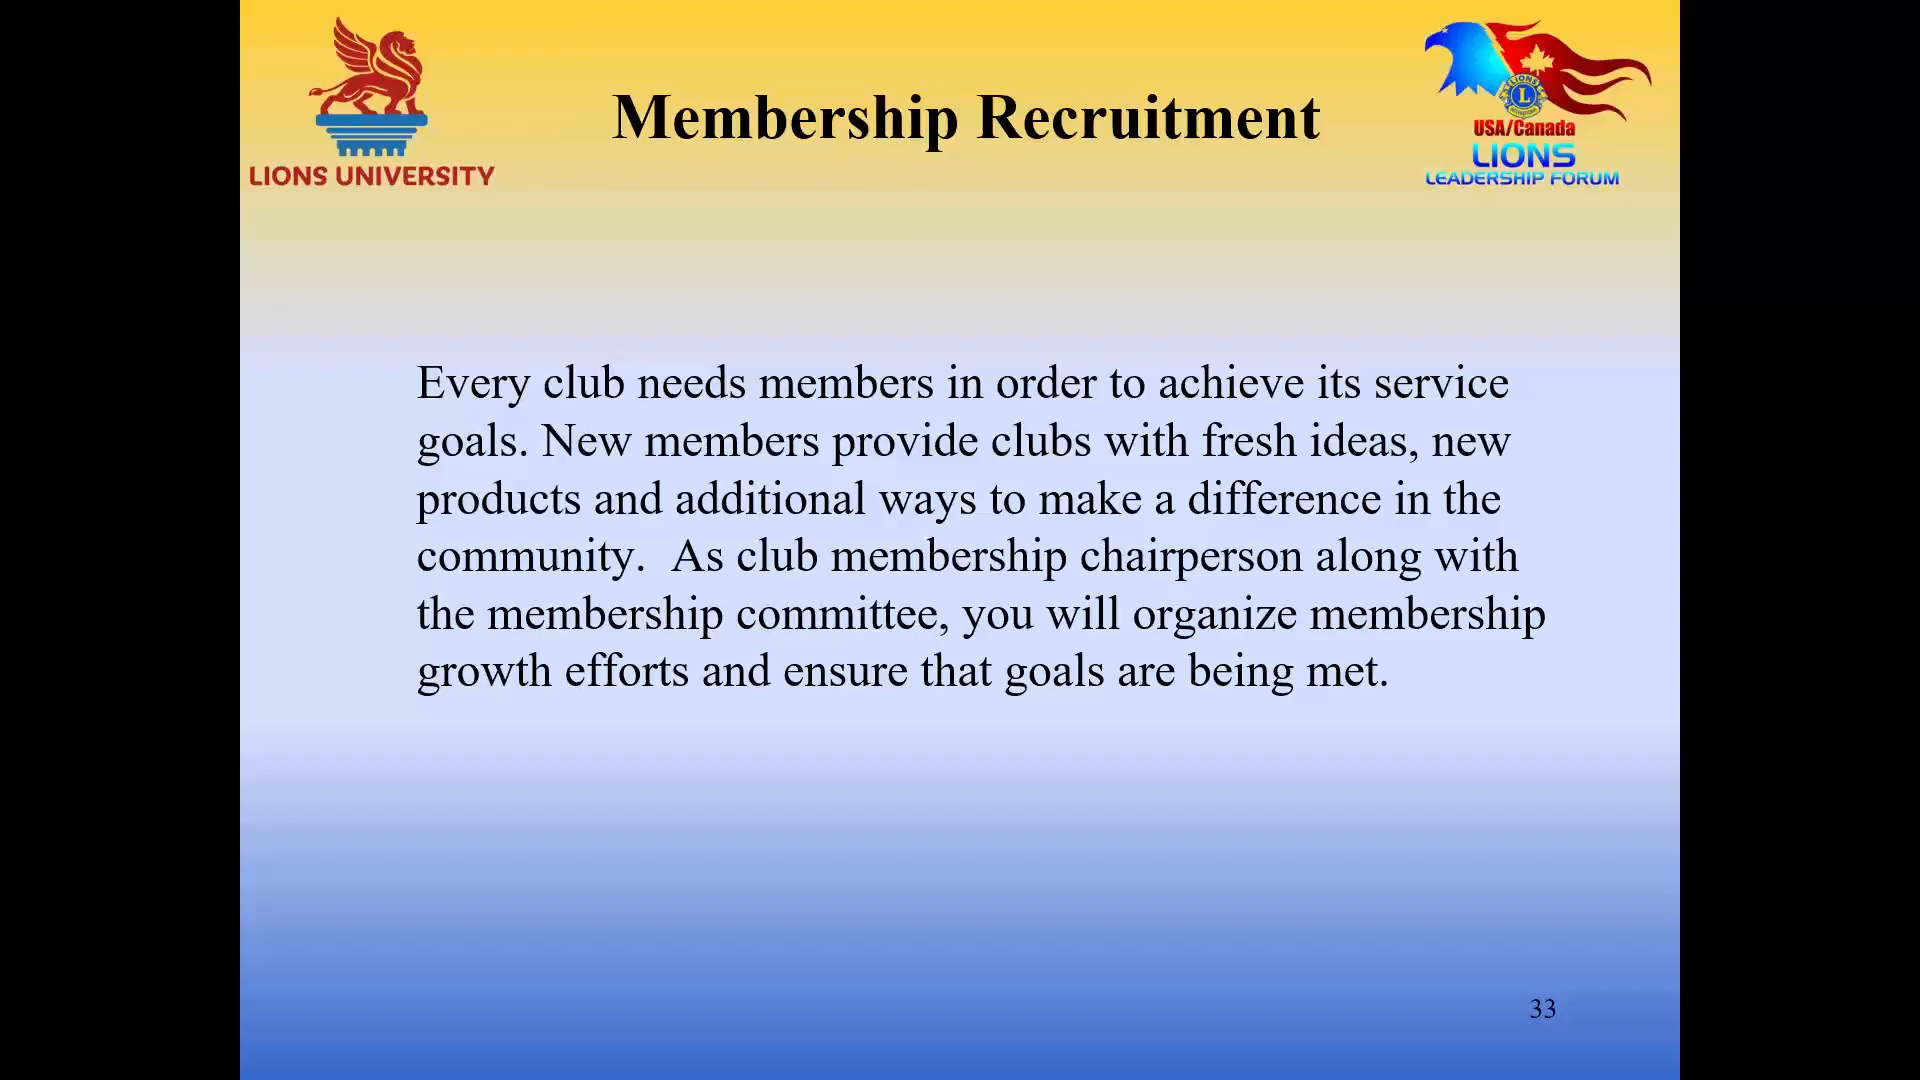 LIONS UNIVERSITY
Membership Recruitment
LIONS
L
USA/Canada
LIONS
LEADERSHIP FORUM
Every club needs members in order to achieve its service
goals. New members provide clubs with fresh ideas, new
products and additional ways to make a difference in the
community.  As club membership chairperson along with
the membership committee, you will organize membership
growth efforts and ensure that goals are being met.
33